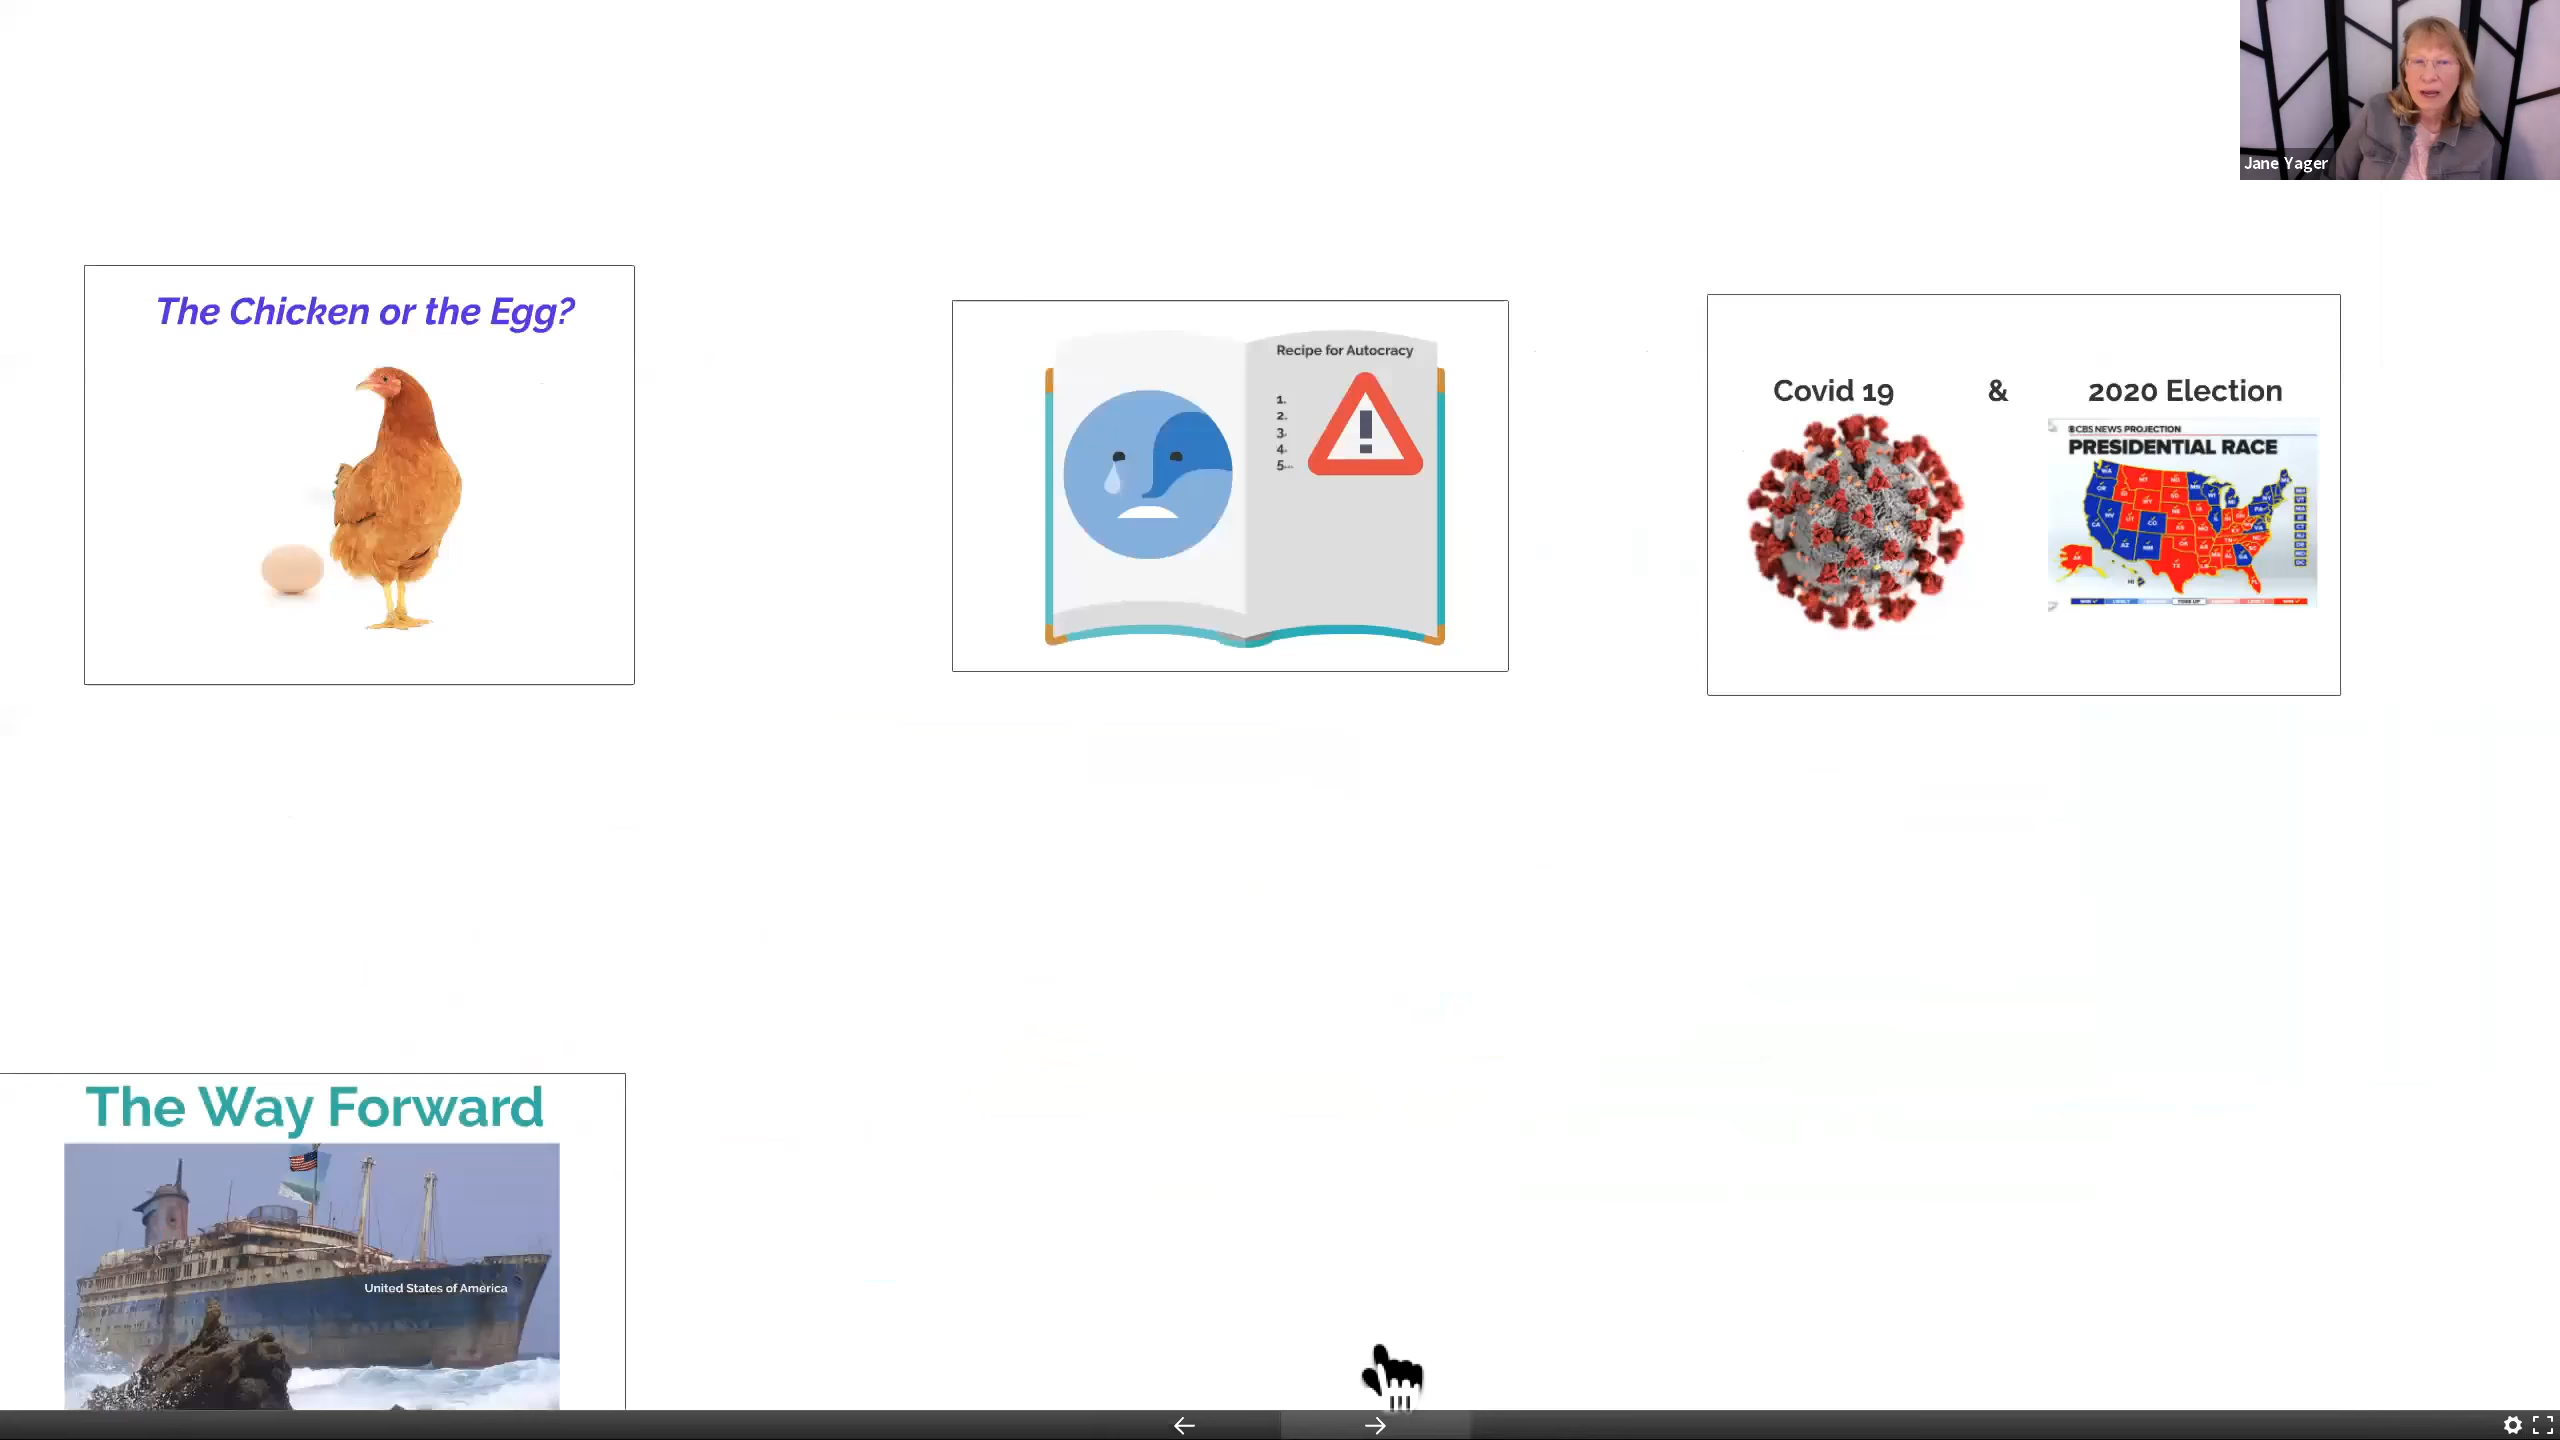 Jane Yager
The Chicken or the Egg?
Recipe for Autocracy
1.
2.
3.
4.
5...
Covid 19 & 2020 Election
CBS NEWS PROJECTION
PRESIDENTIAL RACE
The Way Forward
United States of America